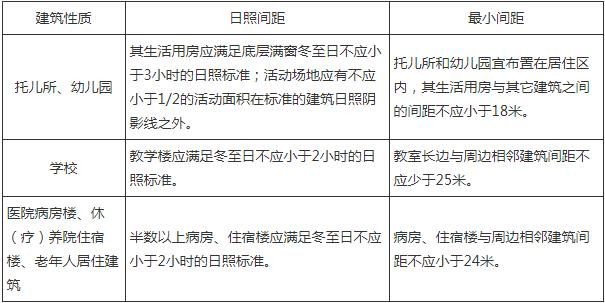 建筑性质
日照间距
最小间距
托儿所、幼儿园
其生活用房应满足底层满窗冬至日不应小
于3小时的日照标准；活动场地应有不应
小于1/2的活动面积在标准的建筑日照阴
影线之外。
托儿所和幼儿园宜布置在居住区
内，其生活用房与其它建筑之间
的间距不应小于18米。
学校
教学楼应满足冬至日不应小于2小时的日
照标准。
教室长边与周边相邻建筑间距不
应少于25米。
医院病房楼、休
（疗）养院住宿
楼、老年人居住建
筑
半数以上病房、住宿楼应满足冬至日不应
小于2小时的日照标准。
病房、住宿楼与周边相邻建筑间
距不应小于24米。